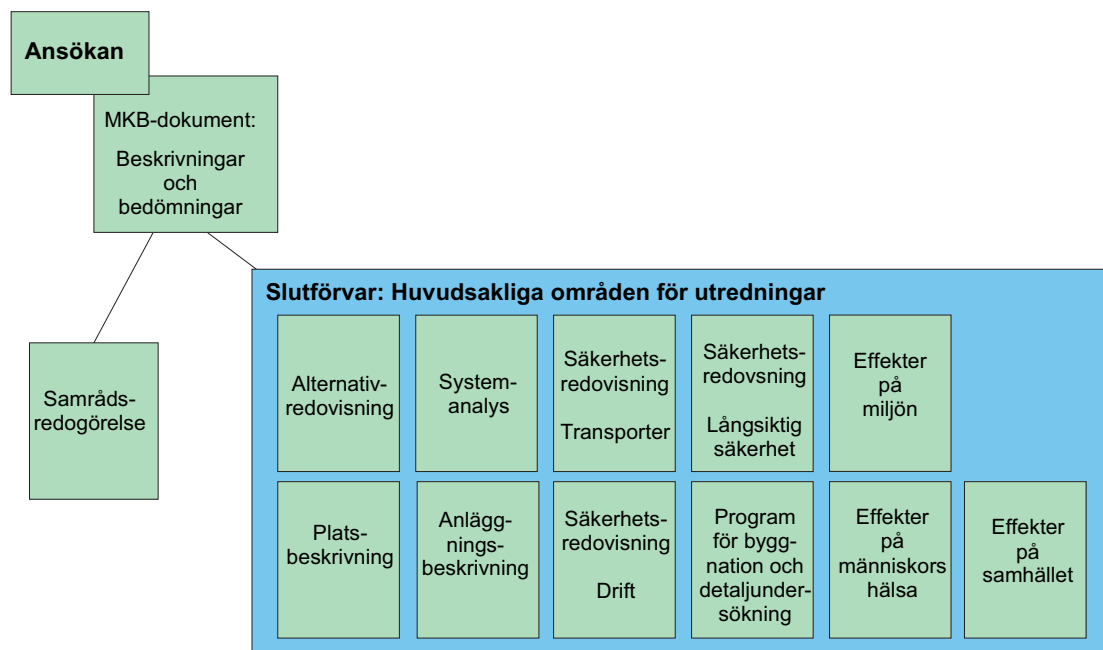 Ansökan
MKB-dokument:
Beskrivningar
och
bedömningar
Samråds-
redogörelse
Slutförvar: Huvudsakliga områden för utredningar
Alternativ-
redovisning
System-
analys
Säkerhets-
redovisning
Transporter
Säkerhets-
redovsning
Långsiktig
säkerhet
Effekter
på
miljön
Plats-
beskrivning
Anlägg-
nings-
beskrivning
Säkerhets-
redovisning
Drift
Program
för bygg-
nation och
detaljunder-
sökning
Effekter
på
människors
hälsa
Effekter
på
samhället